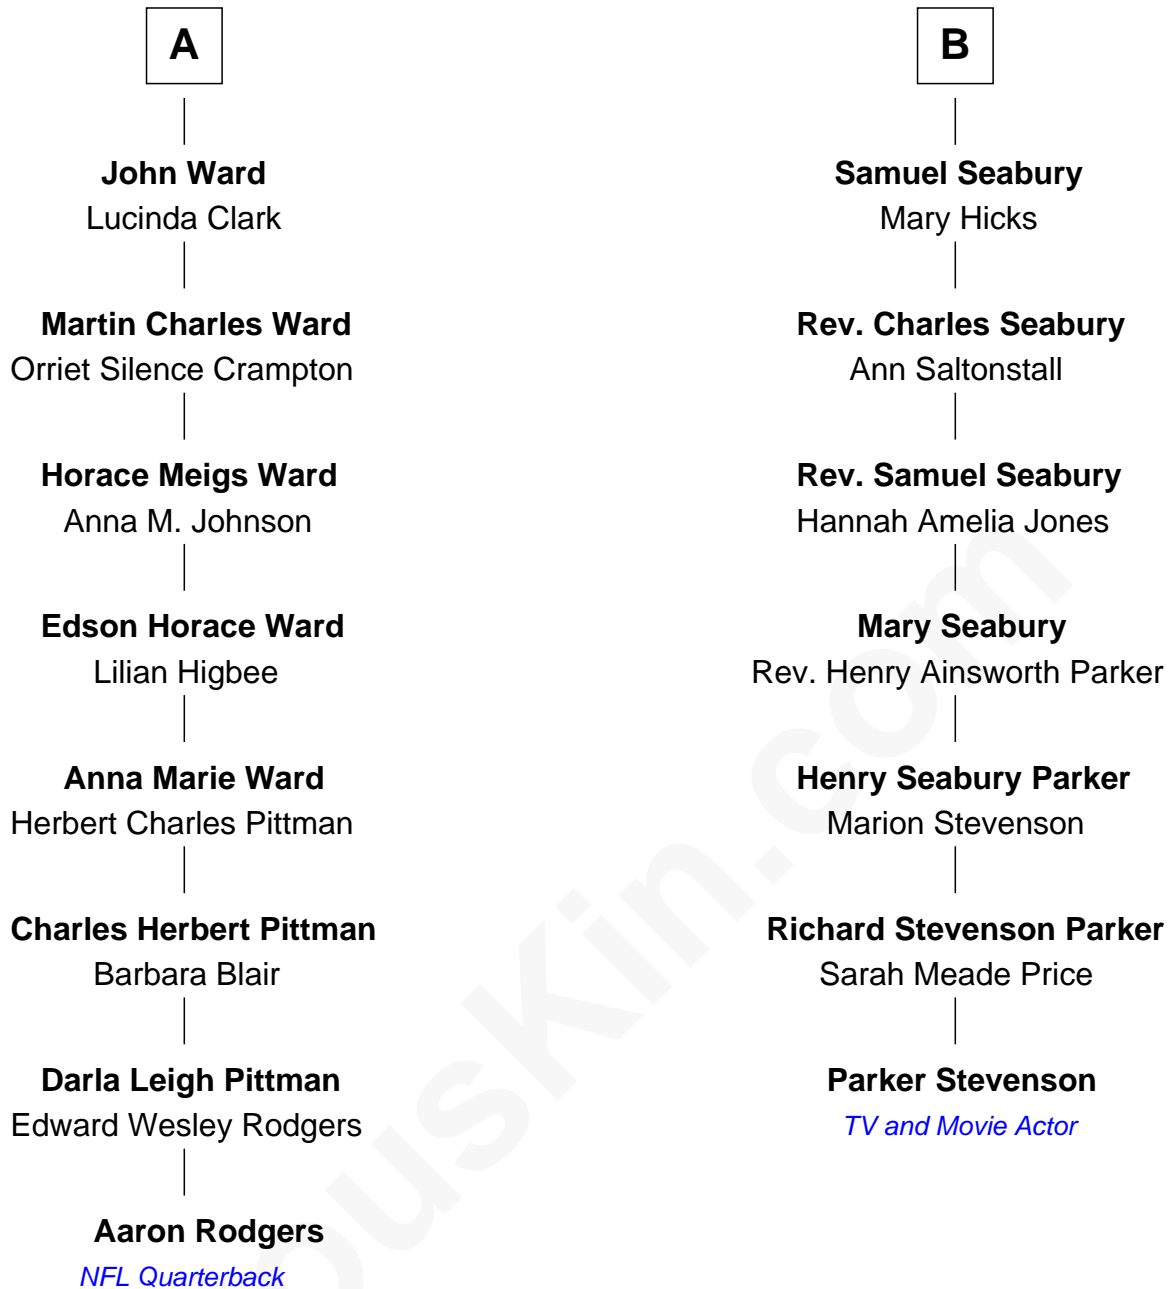 A
John Ward
Lucinda Clark
Martin Charles Ward
Orriet Silence Crampton
Horace Meigs Ward
Anna M. Johnson
Edson Horace Ward
Lilian Higbee
Anna Marie Ward
Herbert Charles Pittman
Charles Herbert Pittman
Barbara Blair
Darla Leigh Pittman
Edward Wesley Rodgers
Aaron Rodgers
NFL Quarterback
B
Samuel Seabury
Mary Hicks
Rev. Charles Seabury
Ann Saltonstall
Rev. Samuel Seabury
Hannah Amelia Jones
Mary Seabury
Rev. Henry Ainsworth Parker
Henry Seabury Parker
Marion Stevenson
Richard Stevenson Parker
Sarah Meade Price
Parker Stevenson
TV and Movie Actor
ousKin.com